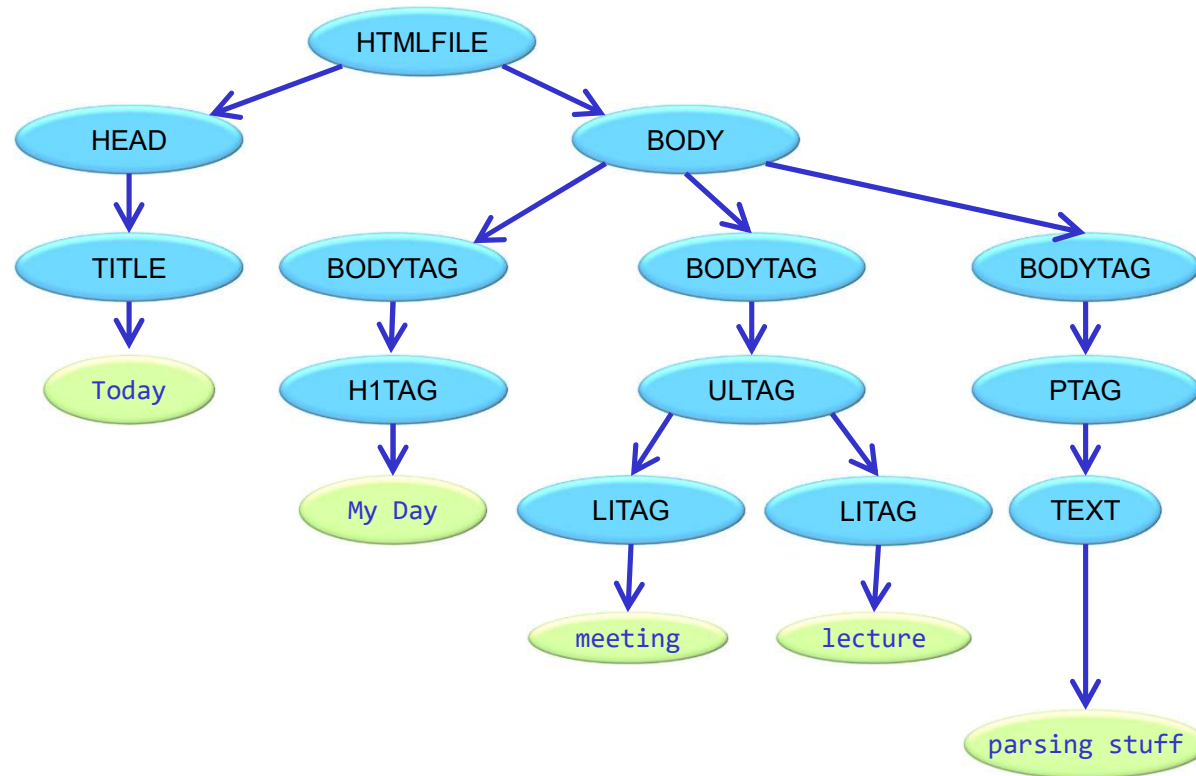 HTMLFILE
HEAD
BODY
TITLE
BODYTAG
BODYTAG
BODYTAG
Today
H1TAG
ULTAG
PTAG
My Day
LITAG
LITAG
TEXT
meeting
lecture
parsing stuff